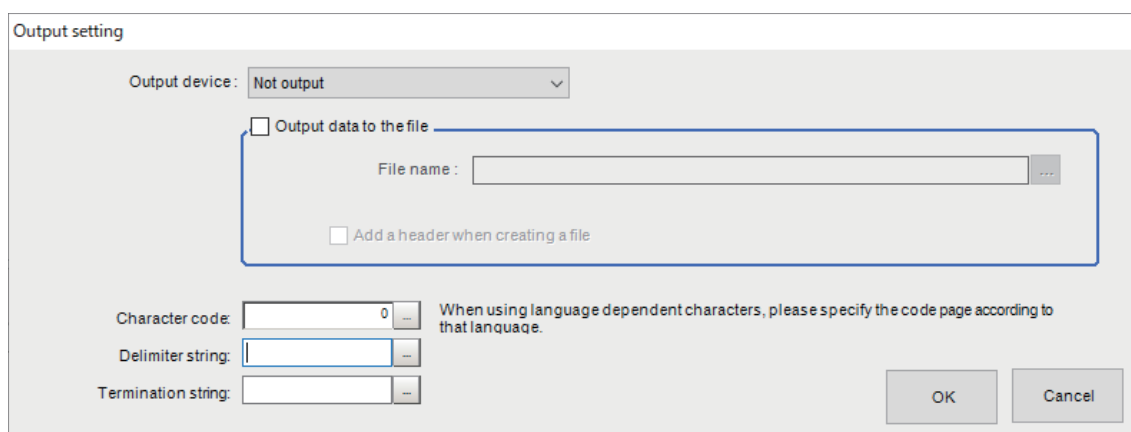 Output setting
Output device: Not output
Output data to the file
File name : ...
Add a header when creating a file
Character code: 0 ... When using language dependent characters, please specify the code page according to
that language.
Delimiter string: ...
Termination string: ...
OK Cancel